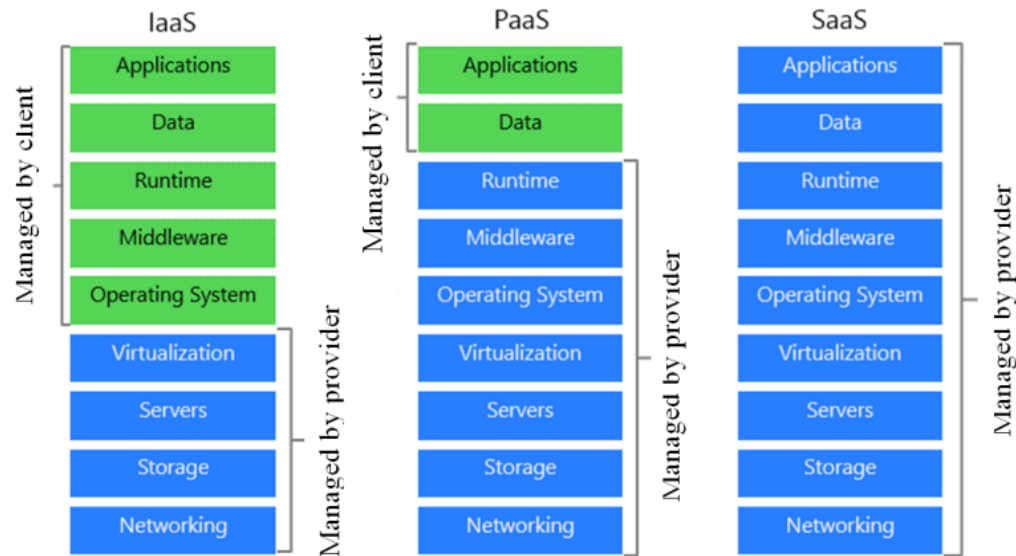 IaaS
Managed by client
Applications
Data
Runtime
Middleware
Operating System
Virtualization
Servers
Storage
Networking
Managed by provider
PaaS
Managed by client
Applications
Data
Runtime
Middleware
Operating System
Virtualization
Servers
Storage
Networking
Managed by provider
SaaS
Applications
Data
Runtime
Middleware
Operating System
Virtualization
Servers
Storage
Networking
Managed by provider